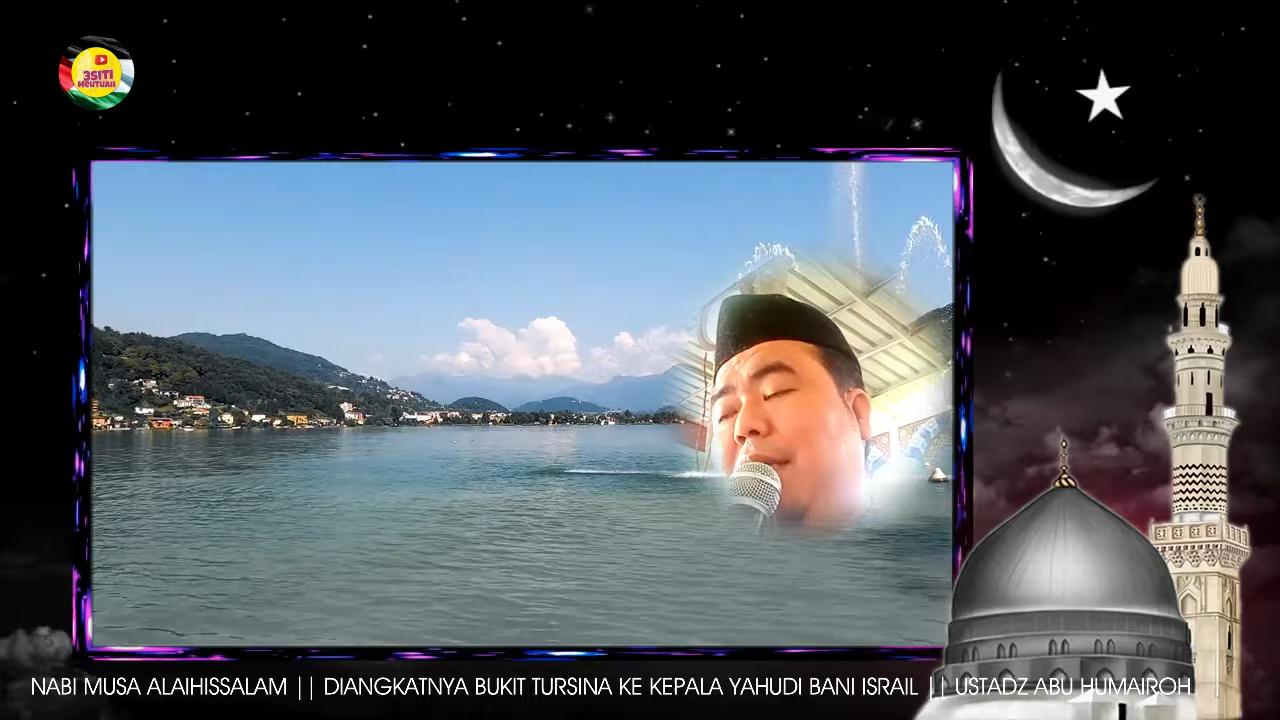 3SITI
MEUTUAH
NABI MUSA ALAIHISSALAM || DIANGKATNYA BUKIT TURSINA KE KEPALA YAHUDI BANI ISRAIL || USTADZ ABU HUMAIROH